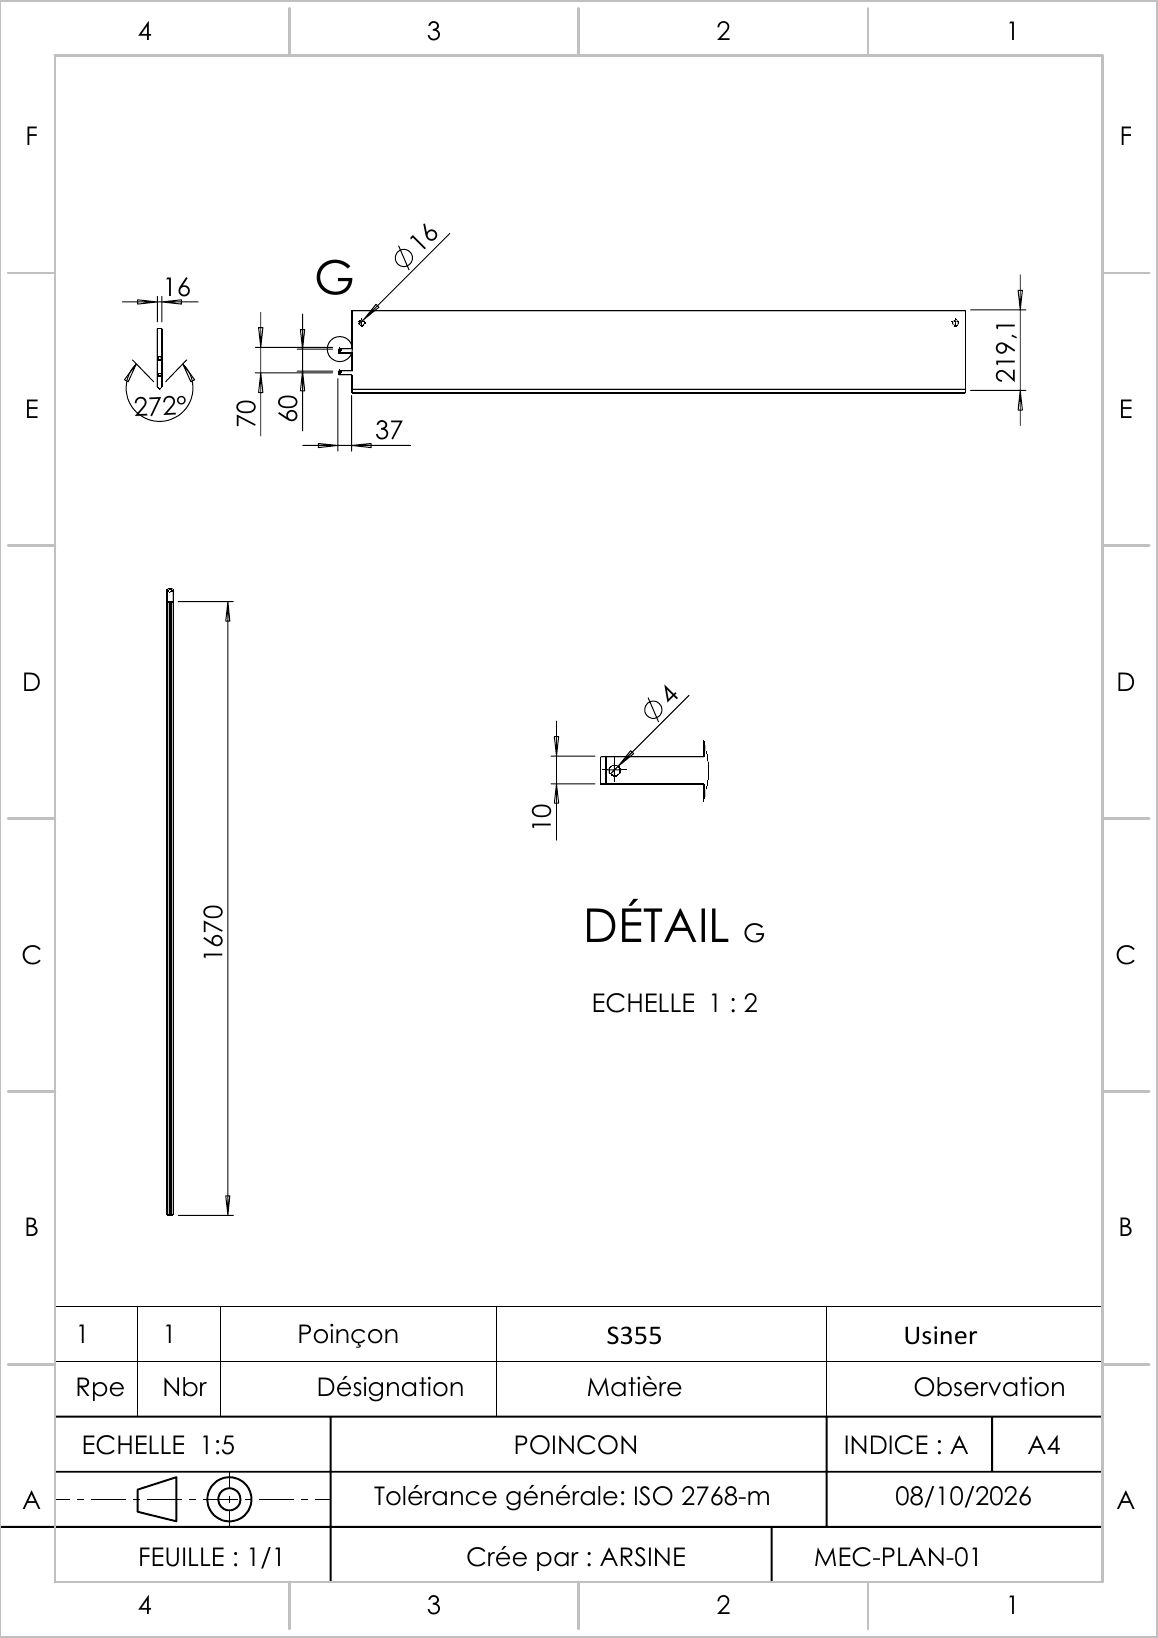 4 3 2 1
F F
⌀16
G
16
219,1
E E
272°
70
60
37
D D
⌀4
10
1670
DÉTAIL G
C C
ECHELLE 1 : 2
B B
1 1 Poinçon S355 Usiner
Rpe Nbr Désignation Matière Observation
ECHELLE 1:5 POINCON INDICE : A A4
A Tolérance générale: ISO 2768-m 08/10/2026 A
FEUILLE : 1/1 Crée par : ARSINE MEC-PLAN-01
4 3 2 1